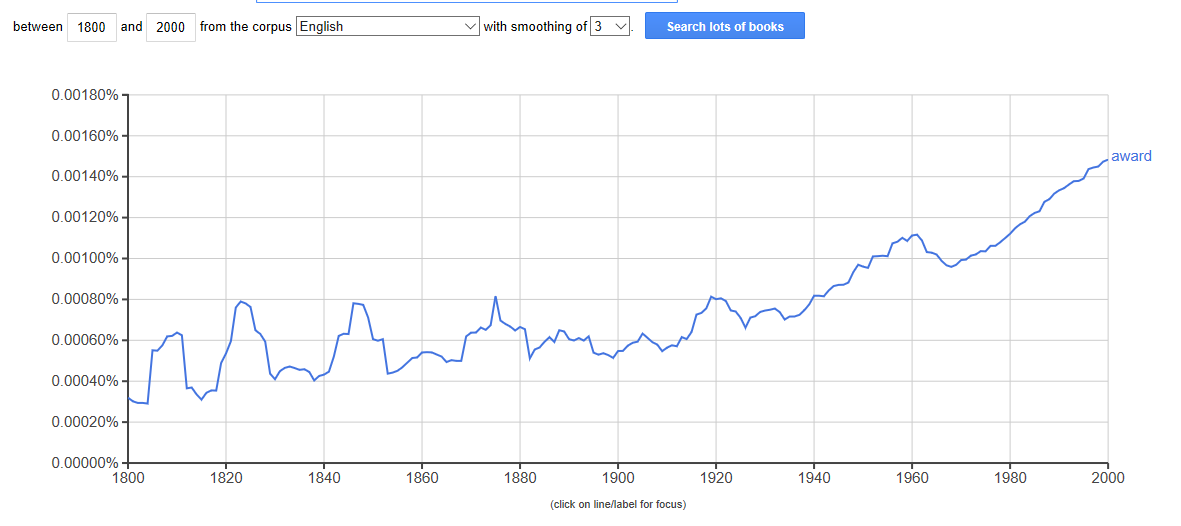 between 1800 and 2000 from the corpus English with smoothing of 3 . Search lots of books
0.00180%
0.00160%
award
0.00140%
0.00120%
0.00100%
0.00080%
0.00060%
0.00040%
0.00020%
0.00000%
1800 1820 1840 1860 1880 1900 1920 1940 1960 1980 2000
(click on line/label for focus)